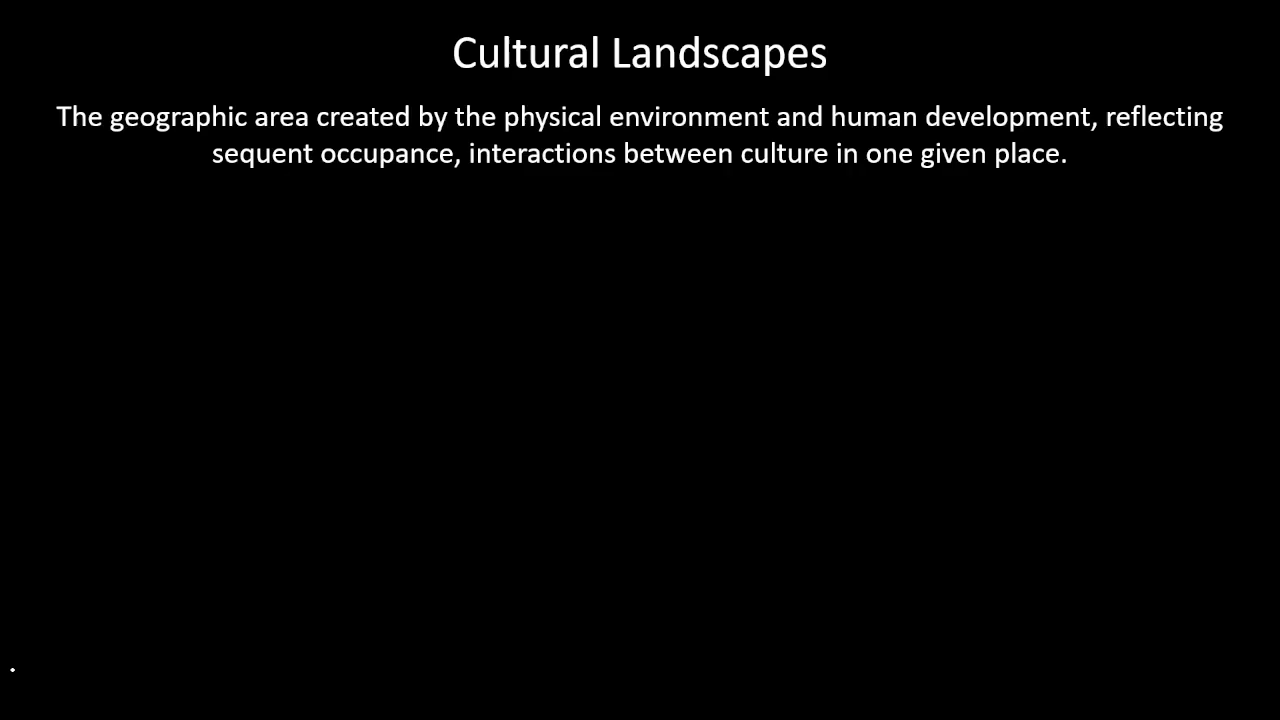 Cultural Landscapes
The geographic area created by the physical environment and human development, reflecting
sequent occupance, interactions between culture in one given place.